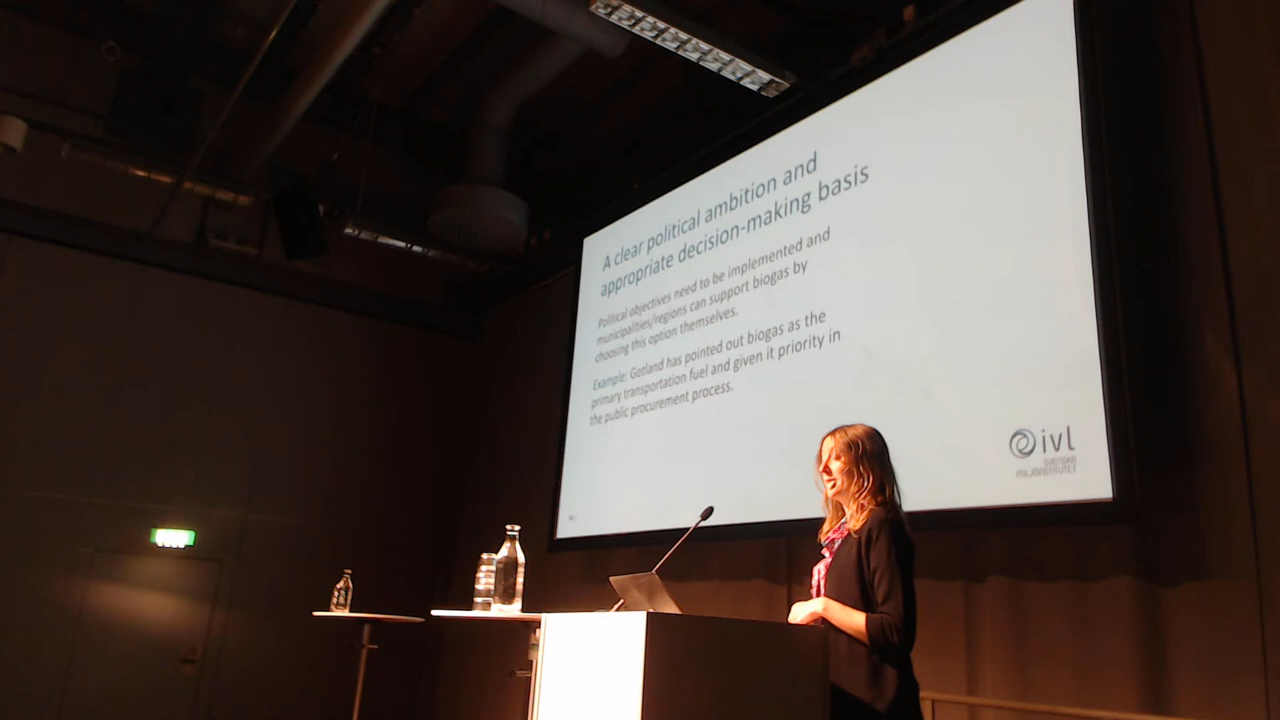 A clear political ambition and
appropriate decision-making basis
Political objectives need to be implemented and
municipalities/regions can support biogas by
choosing this option themselves.
Example: Gotland has pointed out biogas as the
primary transportation fuel and given it priority in
the public procurement process.
ivl
SVENSKA
MILJÖINSTITUTET